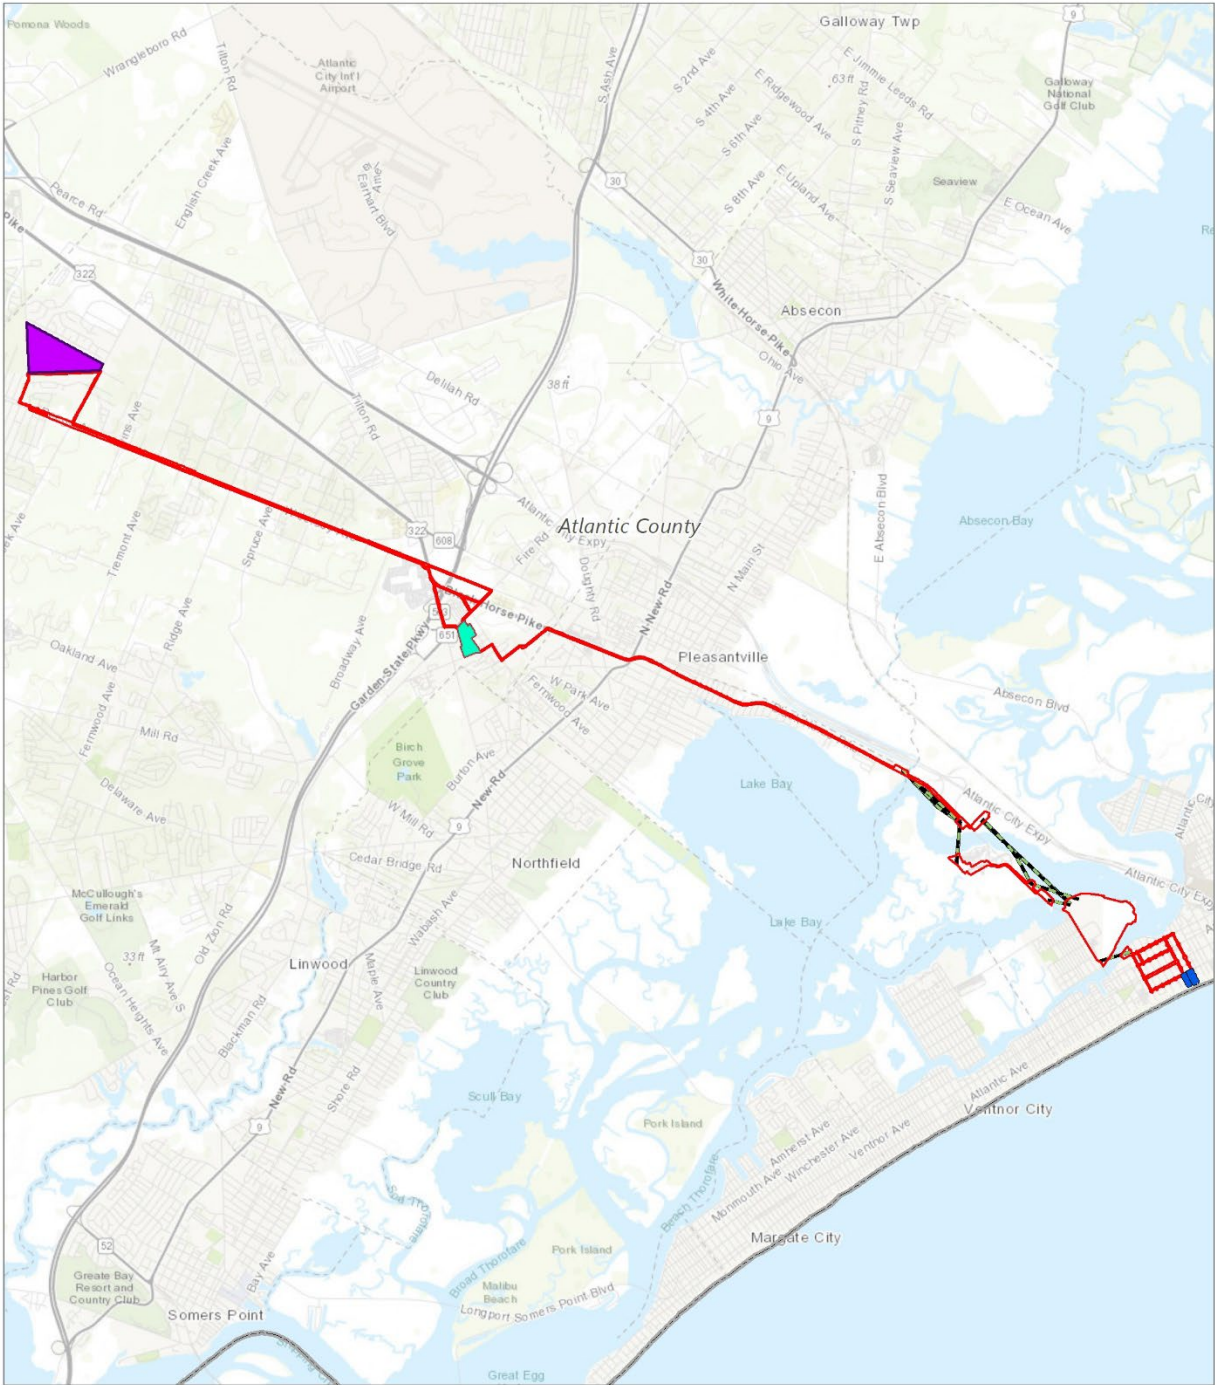 Pomona Woods
Wrangleboro Rd
Tilton Rd
Atlantic
City Int'l
Airport
S Ash Ave
Galloway Twp
9
S 2nd Ave
E Jimmie Leeds Rd
63 ft
E Ridgewood Ave
S 4th Ave
S Pitney Rd
S 6th Ave
Galloway
National
Golf Club
S Seaview Ave
English Creek Ave
Amelia
Earhart Blvd
30
S 8th Ave
E Upland Ave
Seaview
E Ocean Ave
Pearce Rd
Pike
322
30
White Horse Pike
Absecon
Ohio Ave
Delilah Rd
38 ft
Tilton Rd
9
E Absecon Blvd
Absecon Bay
Tremont Ave
Spruce Ave
322
608
Atlantic County
Fire Rd
Doughty Rd
N Main St
N New Rd
Black Horse Pike
651
Ridge Ave
Broadway Ave
Garden State Pkwy
Oakland Ave
Fernwood Ave
Mill Rd
Delaware Ave
Pleasantville
W Park Ave
Fernwood Ave
Absecon Blvd
Birch
Grove
Park
Burton Ave
New Rd
Lake Bay
Atlantic City Expy
W Mill Rd
9
Cedar Bridge Rd
Northfield
Atlantic City Expy
McCullough's
Emerald
Golf Links
Old Zion Rd
Wabash Ave
Lake Bay
33 ft
Mt Airy Ave S
Linwood
Maple Ave
Linwood
Country
Club
Harbor
Pines Golf
Club
Ocean Heights Ave
Blackman Rd
Shore Rd
New Rd
9
Scull Bay
Atlantic Ave
Ventnor City
Pork Island
Amherst Ave
Winchester Ave
Ventnor Ave
Monmouth Ave
Beach Thorofare
Margate City
Broad Thorofare
Pork Island
52
Bay Ave
Greate Bay
Resort and
Country Club
Malibu
Beach
Longport Somers Point Blvd
Somers Point
Great Egg